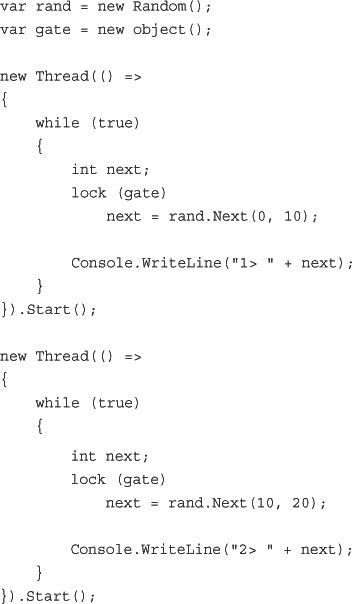 var rand = new Random();
var gate = new object();

new Thread(() =>
{
    while (true)
    {
        int next;
        lock (gate)
            next = rand.Next(0, 10);

        Console.WriteLine("1> " + next);
    }
}).Start();

new Thread(() =>
{
    while (true)
    {
        int next;
        lock (gate)
            next = rand.Next(10, 20);

        Console.WriteLine("2> " + next);
    }
}).Start();